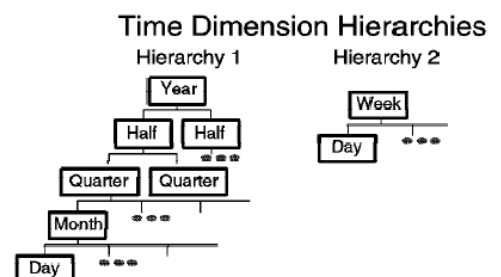 Time Dimension Hierarchies
Hierarchy 1
Hierarchy 2
Year
Week
Half Half
Day
Quarter Quarter
Month
Day